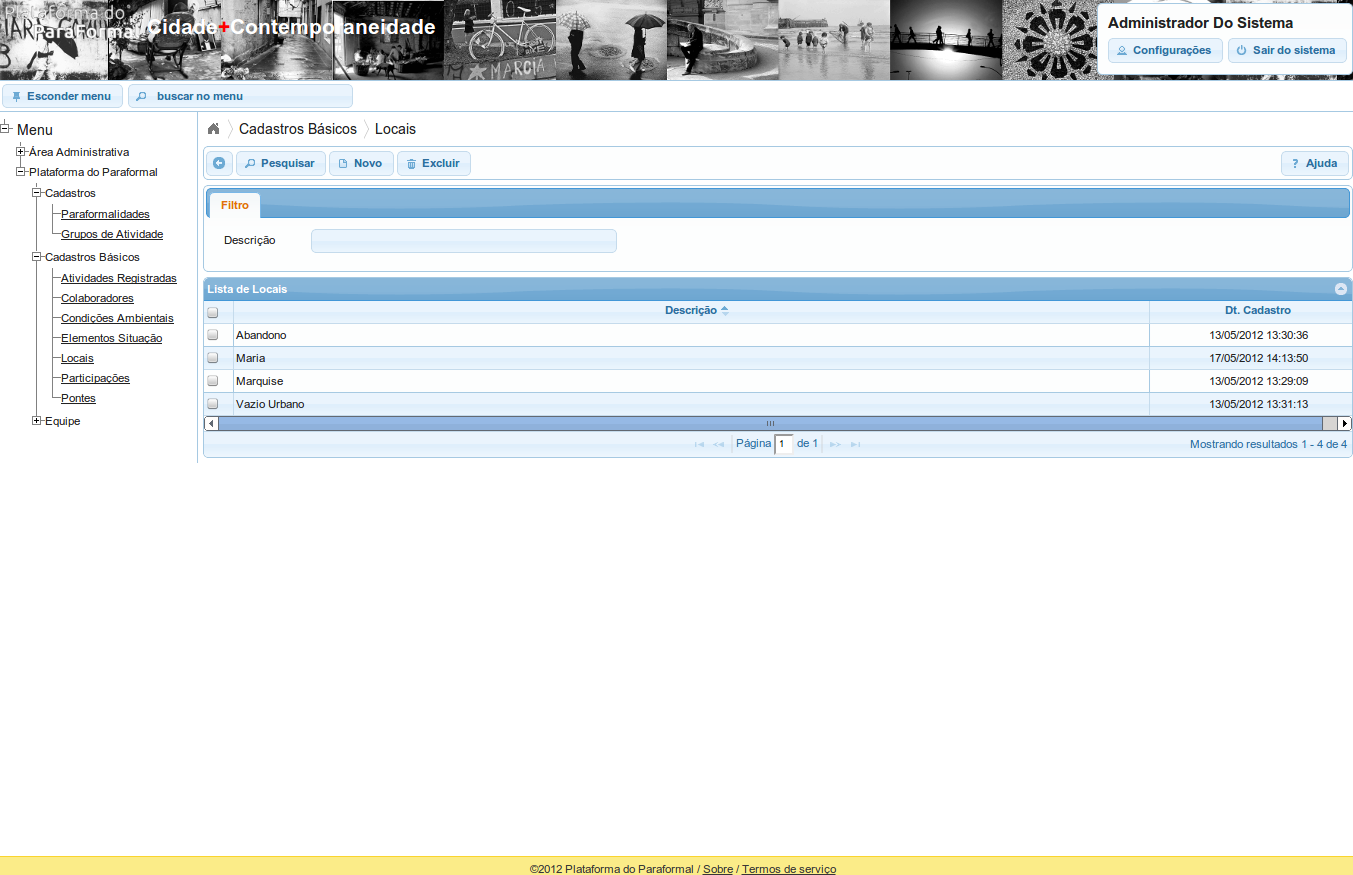 Plataforma do
ParaFormal
Cidade+Contemporaneidade
MARCIA
Administrador Do Sistema
Configurações
Sair do sistema
Esconder menu
buscar no menu
Menu
Área Administrativa
Plataforma do Paraformal
Cadastros
Paraformalidades
Grupos de Atividade
Cadastros Básicos
Atividades Registradas
Colaboradores
Condições Ambientais
Elementos Situação
Locais
Participações
Pontes
Equipe
Cadastros Básicos Locais
Pesquisar Novo Excluir Ajuda
Filtro
Descrição
Lista de Locais
Descrição Dt. Cadastro
Abandono 13/05/2012 13:30:36
Maria 17/05/2012 14:13:50
Marquise 13/05/2012 13:29:09
Vazio Urbano 13/05/2012 13:31:13
Página 1 de 1 Mostrando resultados 1 - 4 de 4
©2012 Plataforma do Paraformal / Sobre / Termos de serviço